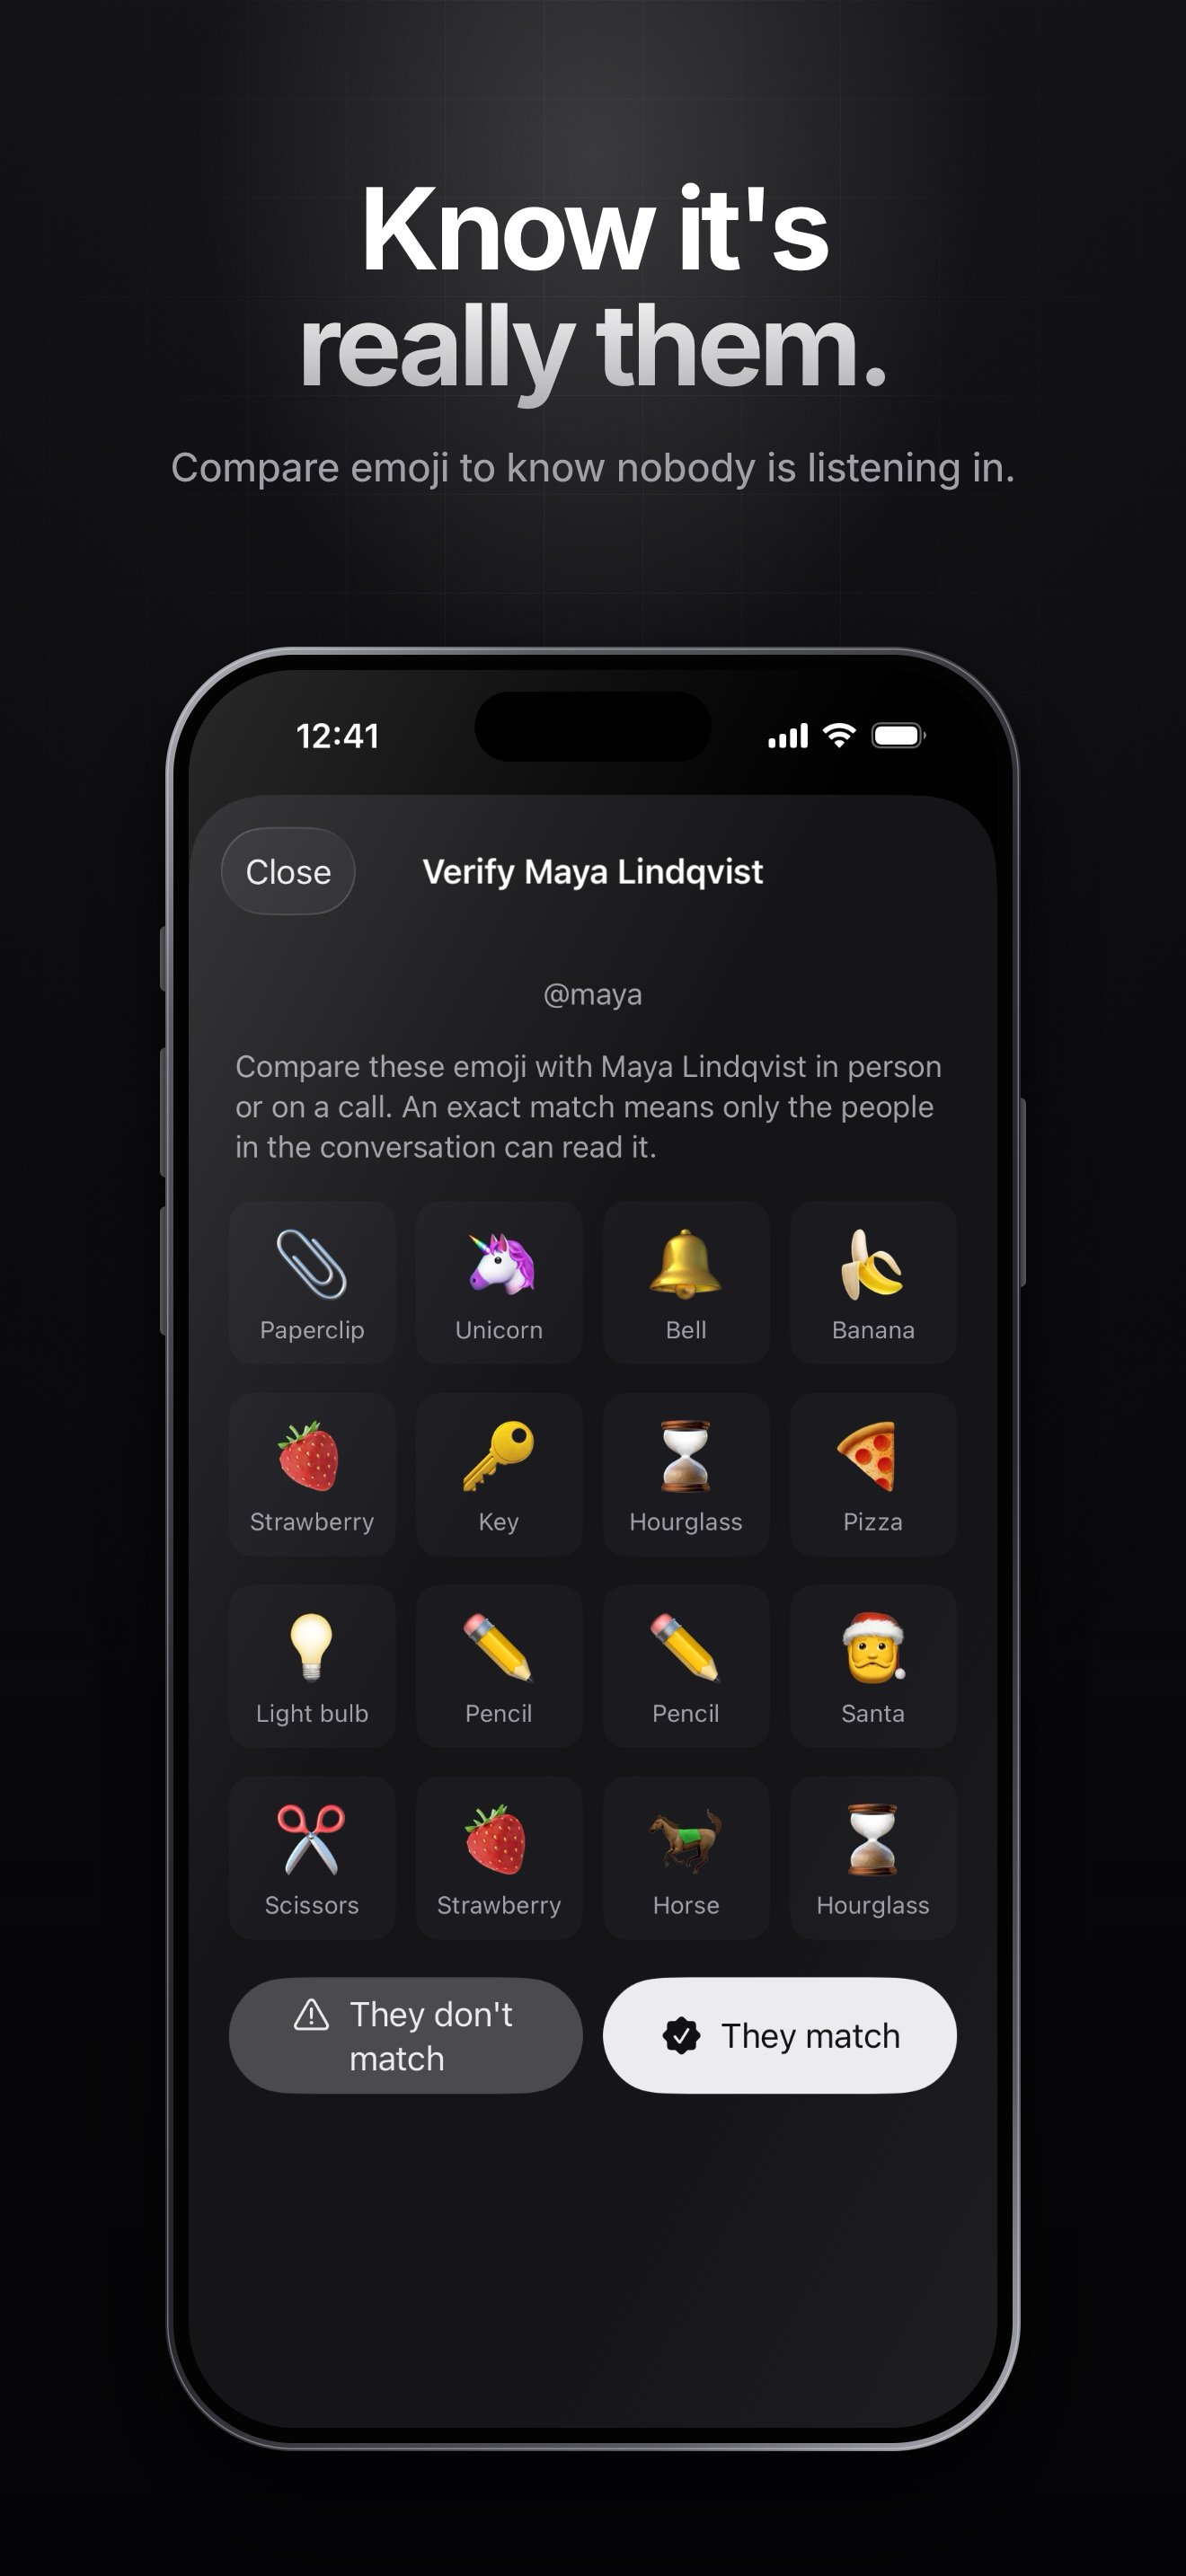 Know it's
really them.
Compare emoji to know nobody is listening in.
12:41
Close
Verify Maya Lindqvist
@maya
Compare these emoji with Maya Lindqvist in person
or on a call. An exact match means only the people
in the conversation can read it.
Paperclip Unicorn Bell Banana
Strawberry Key Hourglass Pizza
Light bulb Pencil Pencil Santa
Scissors Strawberry Horse Hourglass
They don't
match
They match